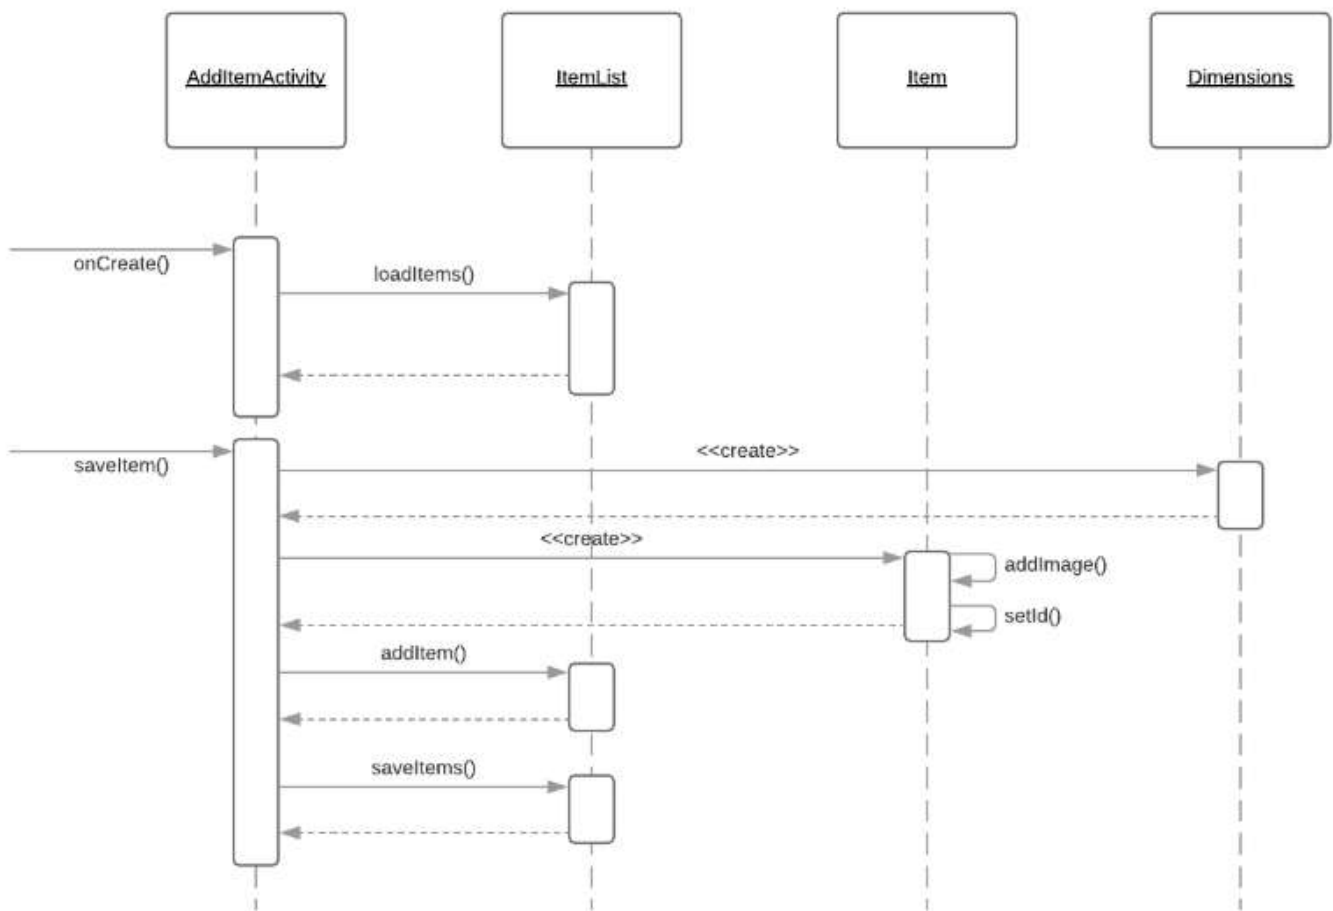 AddItemActivity
ItemList
Item
Dimensions
onCreate()
loadItems()
saveItem()
<<create>>
<<create>>
addImage()
setId()
addItem()
saveItems()